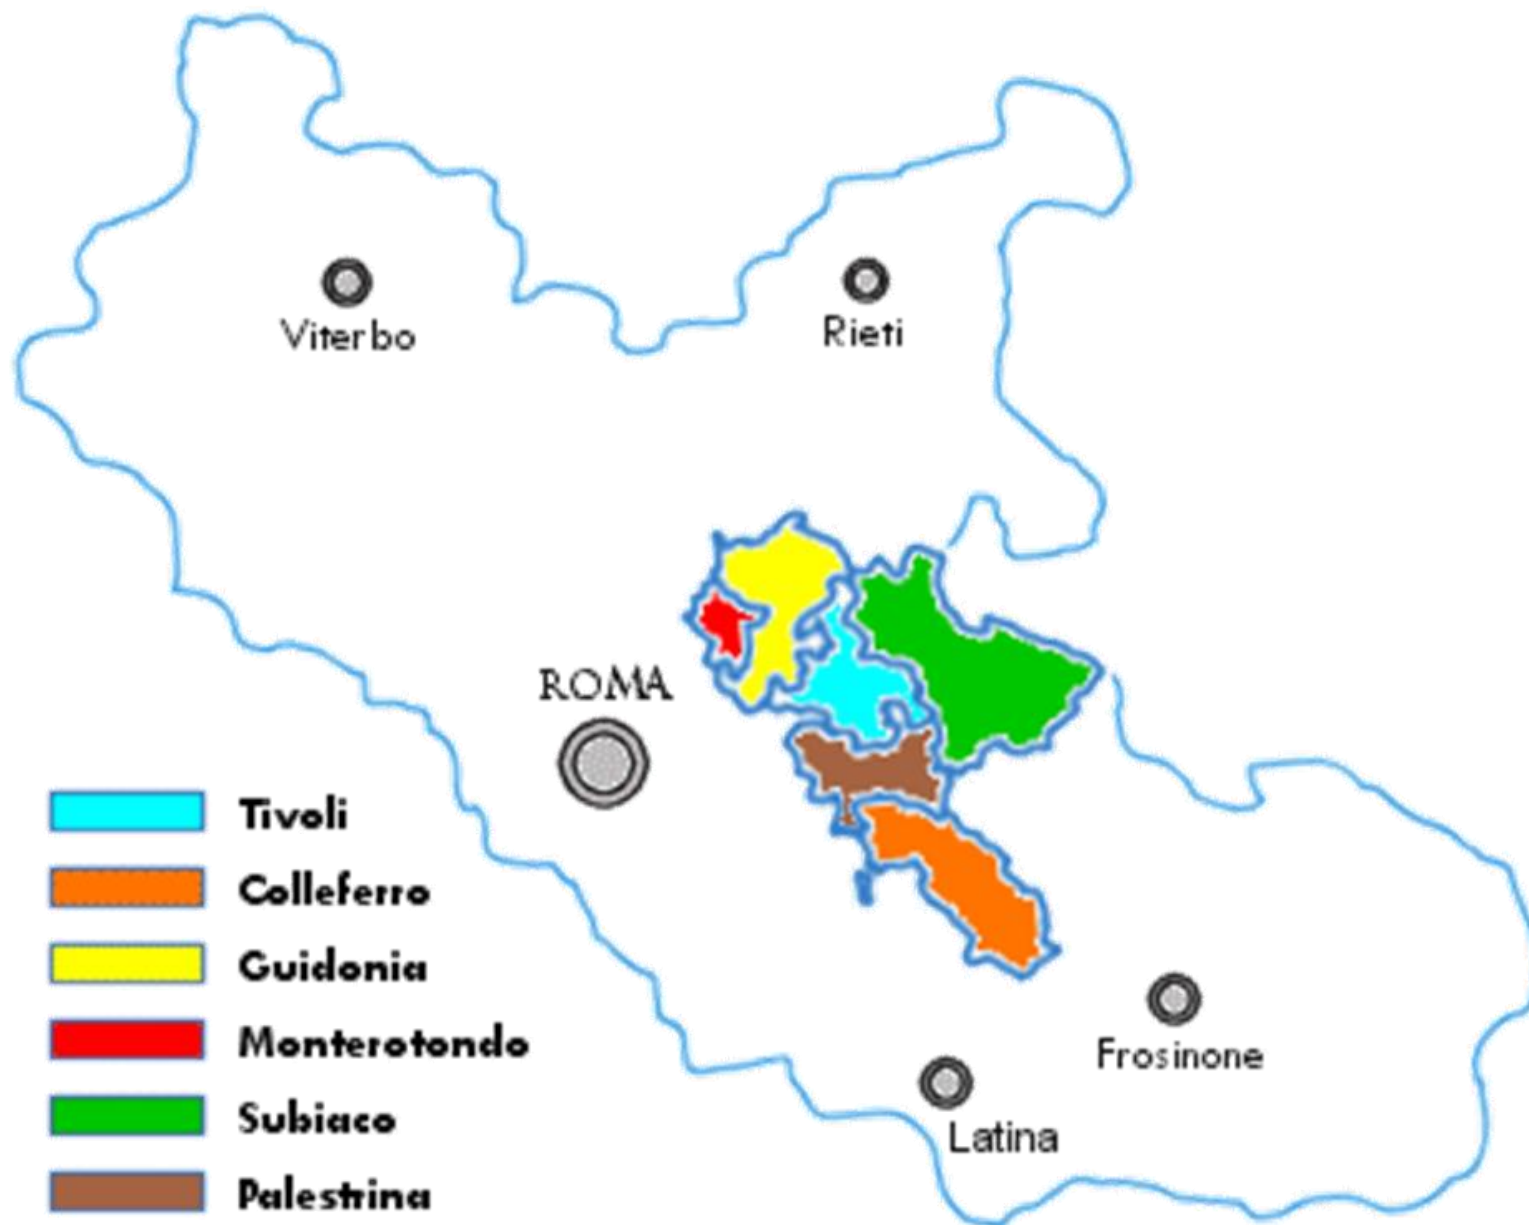 Viterbo
Rieti
ROMA
Tivoli
Colleferro
Guidonia
Monterotondo
Subiaco
Palestrina
Frosinone
Latina